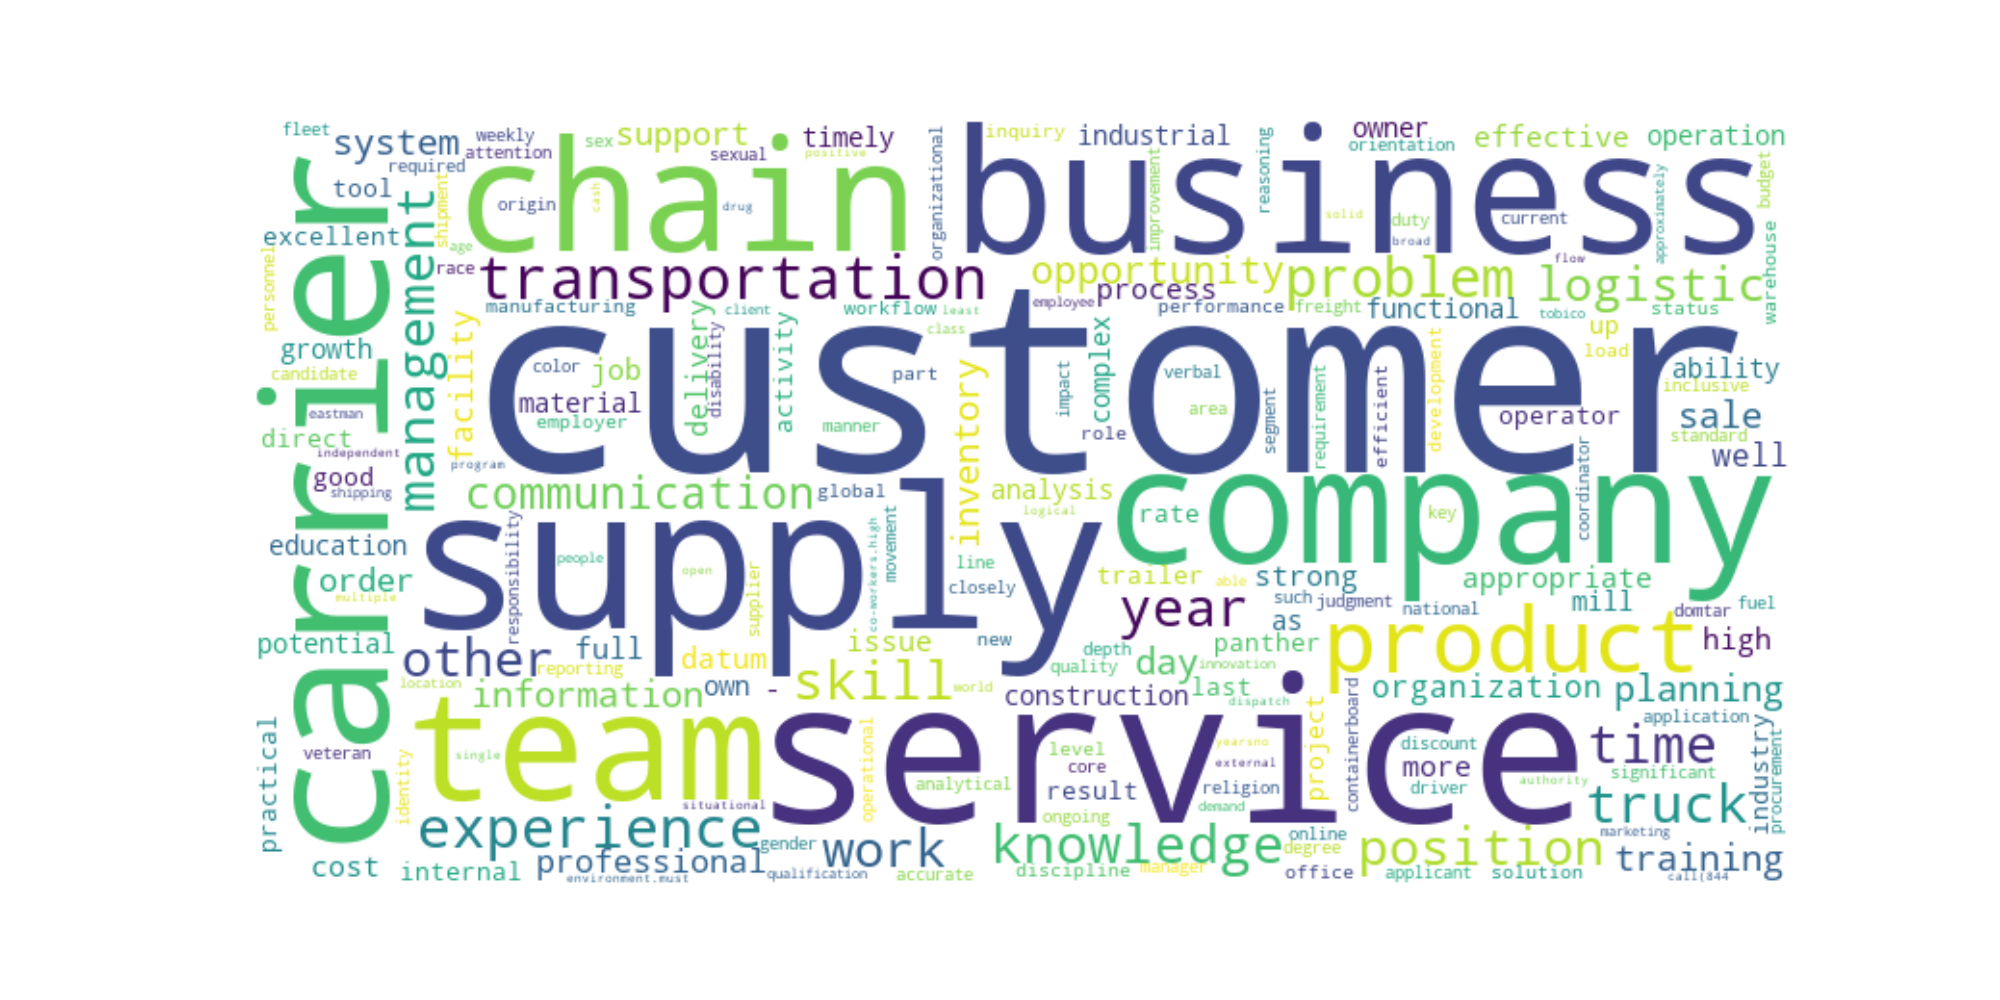 fleet
system
weekly
attention
required
tool
sex
support
sexual
timely
positive
organizational
inquiry
industrial
reasoning
owner
orientation
effective
operation
chain
business
origin
cash
drug
shipment
age
improvement
solid
duty
broad
current
approximately
budget
excellent
personnel
management
race
transportation
opportunity
problem
process
flow
logistic
warehouse
carrier
manufacturing
delivery
client
workflow
least
class
employee
performance
freight
functional
tobico
status
growth
candidate
eastman
facility
customer
color
job
material
employer
disability
activity
part
manner
inventory
complex
impact
role
verbal
area
segment
requirement
efficient
development
operator
up
load
ability
inclusive
sale
standard
well
coordinator
direct
independent
good
shipping
program
communication
global
analysis
logical
company
rate
key
education
order
multiple
responsibility
supply
people
open
supplier
co-workers.high
movement
line
closely
trailer
able
strong
appropriate
such
judgment
national
mill
domtar
fuel
year
as
potential
other
full
reporting
datum
issue
new
depth
quality
day
innovation
panther
product
high
location
information
own
-
skill
world
construction
last
dispatch
organization
planning
application
practical
veteran
identity
team
single
situational
operational
service
analytical
level
core
result
yearsno
external
religion
demand
project
containerboard
discount
more
driver
authority
time
significant
industry
procurement
truck
experience
gender
work
ongoing
knowledge
online
degree
position
marketing
training
cost
internal
professional
environment.must
qualification
accurate
discipline
manager
office
applicant
solution
call(844